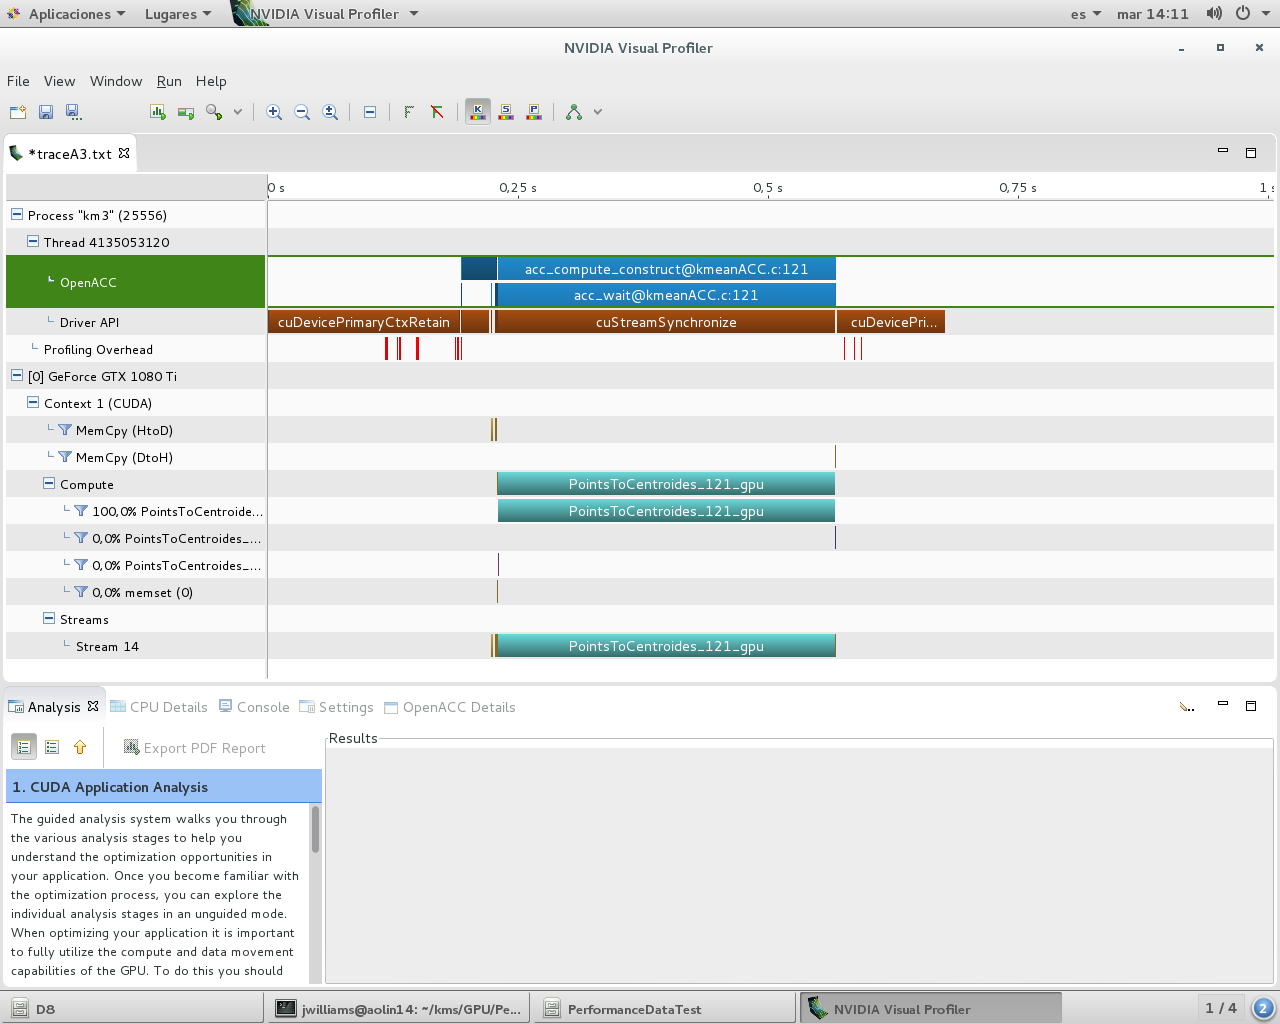 Aplicaciones Lugares NVIDIA Visual Profiler es mar 14:11
NVIDIA Visual Profiler
File View Window Run Help
K S P
*traceA3.txt
0 s 0,25 s 0,5 s 0,75 s 1 s
Process "km3" (25556)
Thread 4135053120
OpenACC
acc_compute_construct@kmeanACC.c:121
acc_wait@kmeanACC.c:121
Driver API
cuDevicePrimaryCtxRetain cuStreamSynchronize cuDevicePri...
Profiling Overhead
[0] GeForce GTX 1080 Ti
Context 1 (CUDA)
MemCpy (HtoD)
MemCpy (DtoH)
Compute PointsToCentroides_121_gpu
100,0% PointsToCentroide... PointsToCentroides_121_gpu
0,0% PointsToCentroides_...
0,0% PointsToCentroides_...
0,0% memset (0)
Streams
Stream 14 PointsToCentroides_121_gpu
Analysis CPU Details Console Settings OpenACC Details
Export PDF Report
Results
1. CUDA Application Analysis
The guided analysis system walks you through
the various analysis stages to help you
understand the optimization opportunities in
your application. Once you become familiar with
the optimization process, you can explore the
individual analysis stages in an unguided mode.
When optimizing your application it is important
to fully utilize the compute and data movement
capabilities of the GPU. To do this you should
D8 jwilliams@aolin14: ~/kms/GPU/Pe... PerformanceDataTest NVIDIA Visual Profiler 1 / 4 2